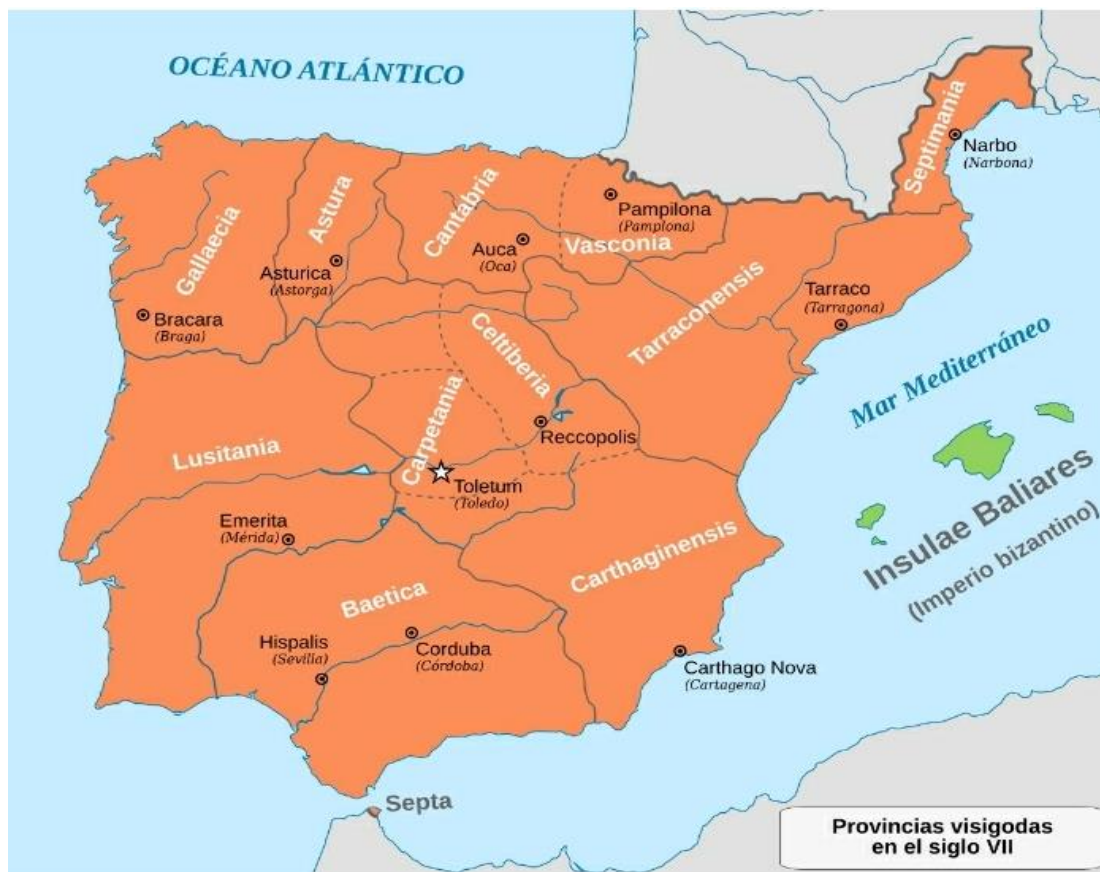 OCÉANO ATLÁNTICO
Septimania
Narbo
(Narbona)
Gallaecia
Astura
Cantabria
Pampilona
(Pamplona)
Vasconia
Auca
(Oca)
Asturica
(Astorga)
Bracara
(Braga)
Tarraconensis
Tarraco
(Tarragona)
Celtiberia
Mar Mediterráneo
Carpetania
Reccopolis
Lusitania
Toletum
(Toledo)
Insulae Baliares
(Imperio bizantino)
Emerita
(Mérida)
Carthaginensis
Baetica
Hispalis
(Sevilla)
Corduba
(Córdoba)
Carthago Nova
(Cartagena)
Septa
Provincias visigodas
en el siglo VII